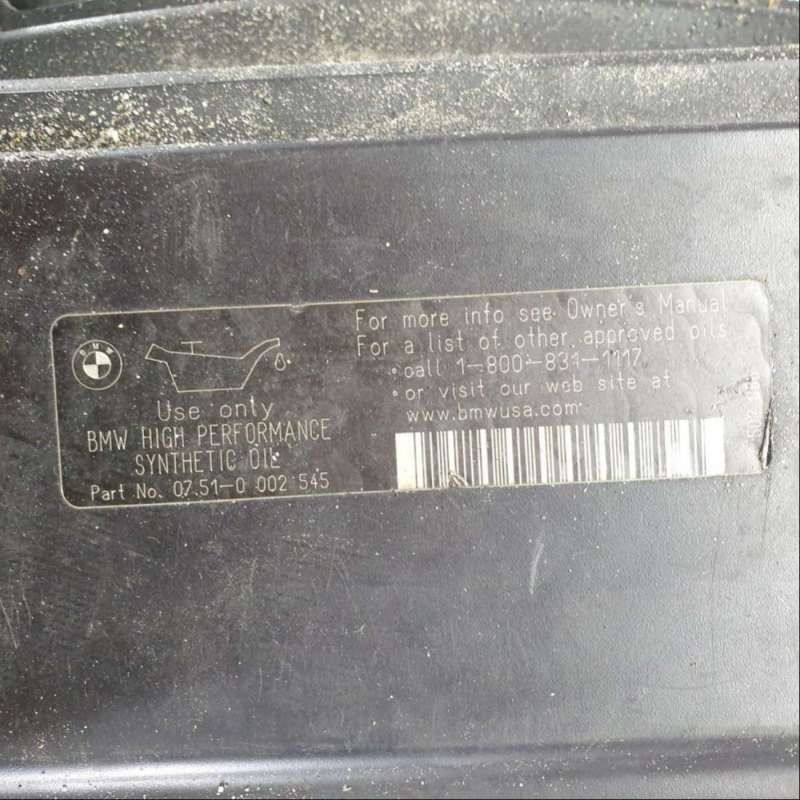 BMW
Use only
BMW HIGH PERFORMANCE
SYNTHETIC OIL
Part No. 07.51-0 002 545
For more info see Owner's Manual
For a list of other approved oils
• call 1-800-831-1117
• or visit our web site at
www.bmwusa.com